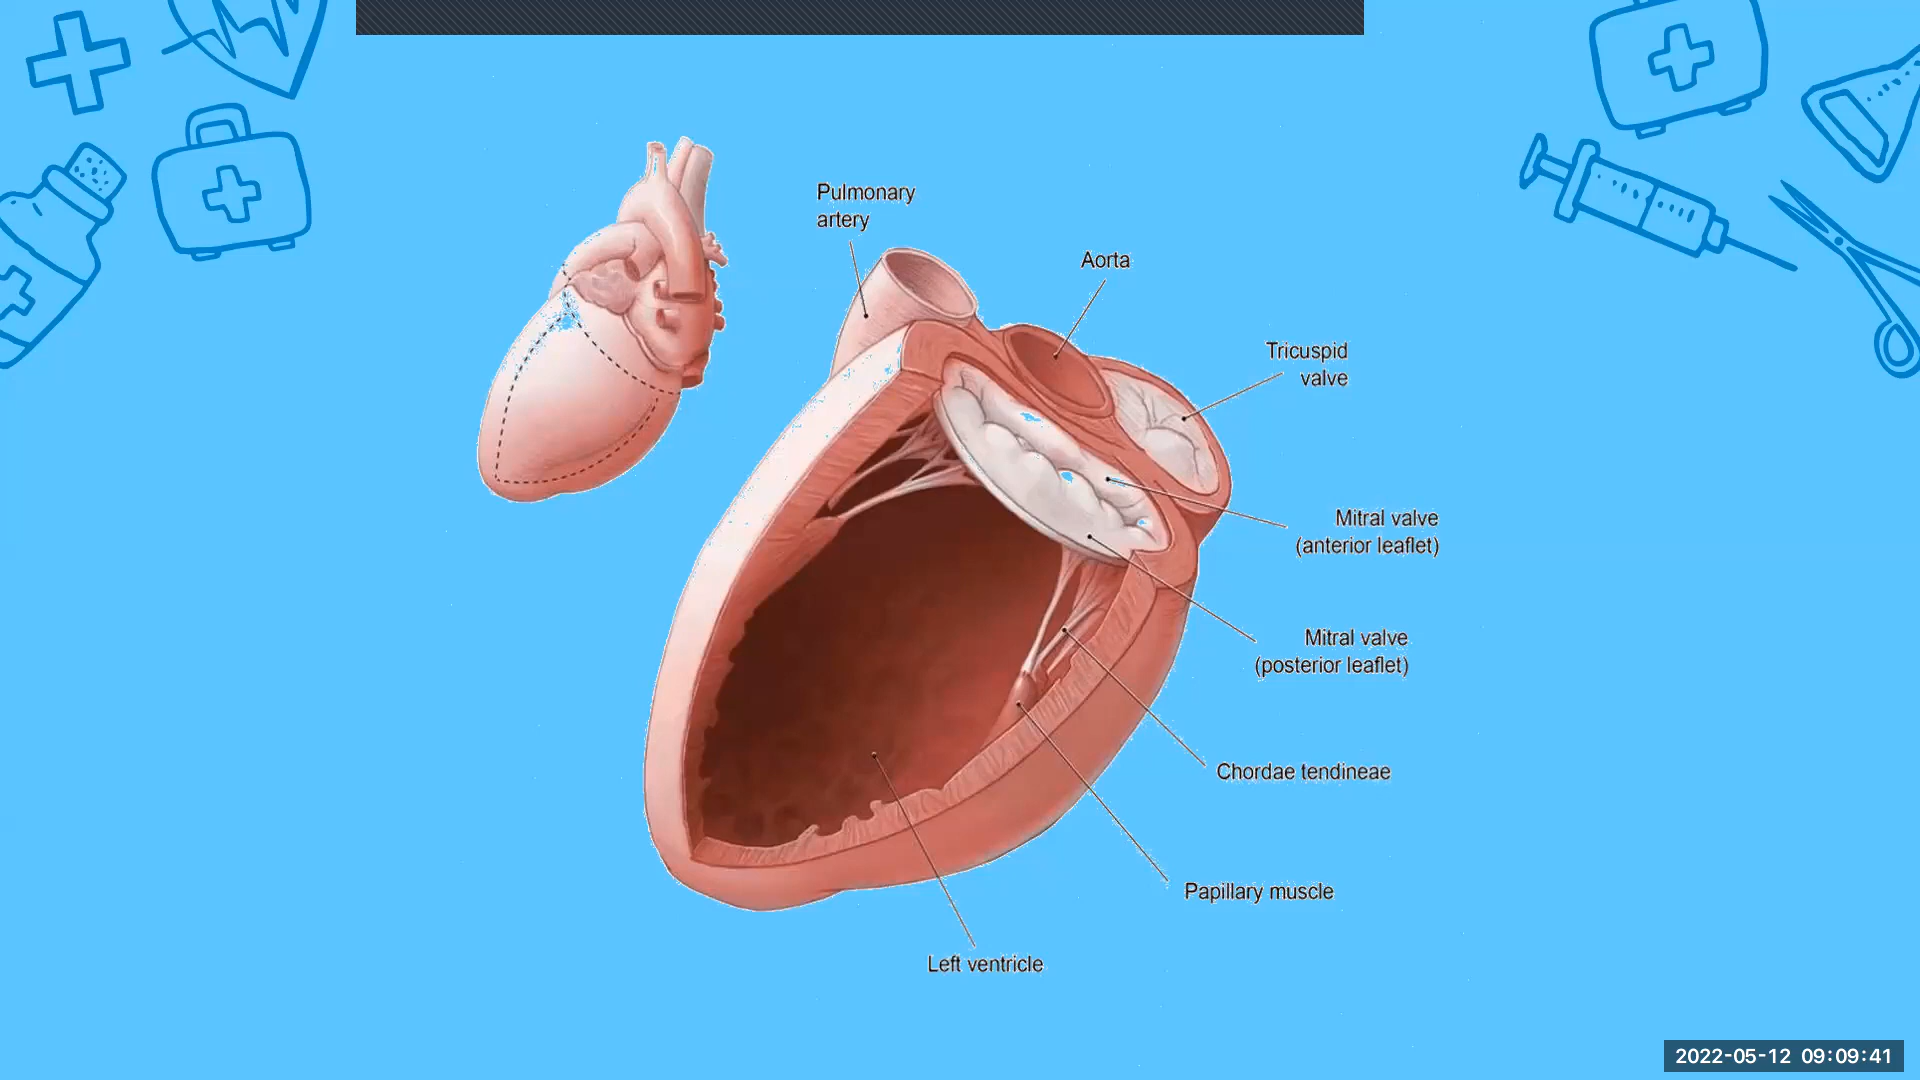 Pulmonary
artery
Aorta
Tricuspid
valve
Mitral valve
(anterior leaflet)
Mitral valve
(posterior leaflet)
Chordae tendineae
Papillary muscle
Left ventricle
2022-05-12 09:09:41